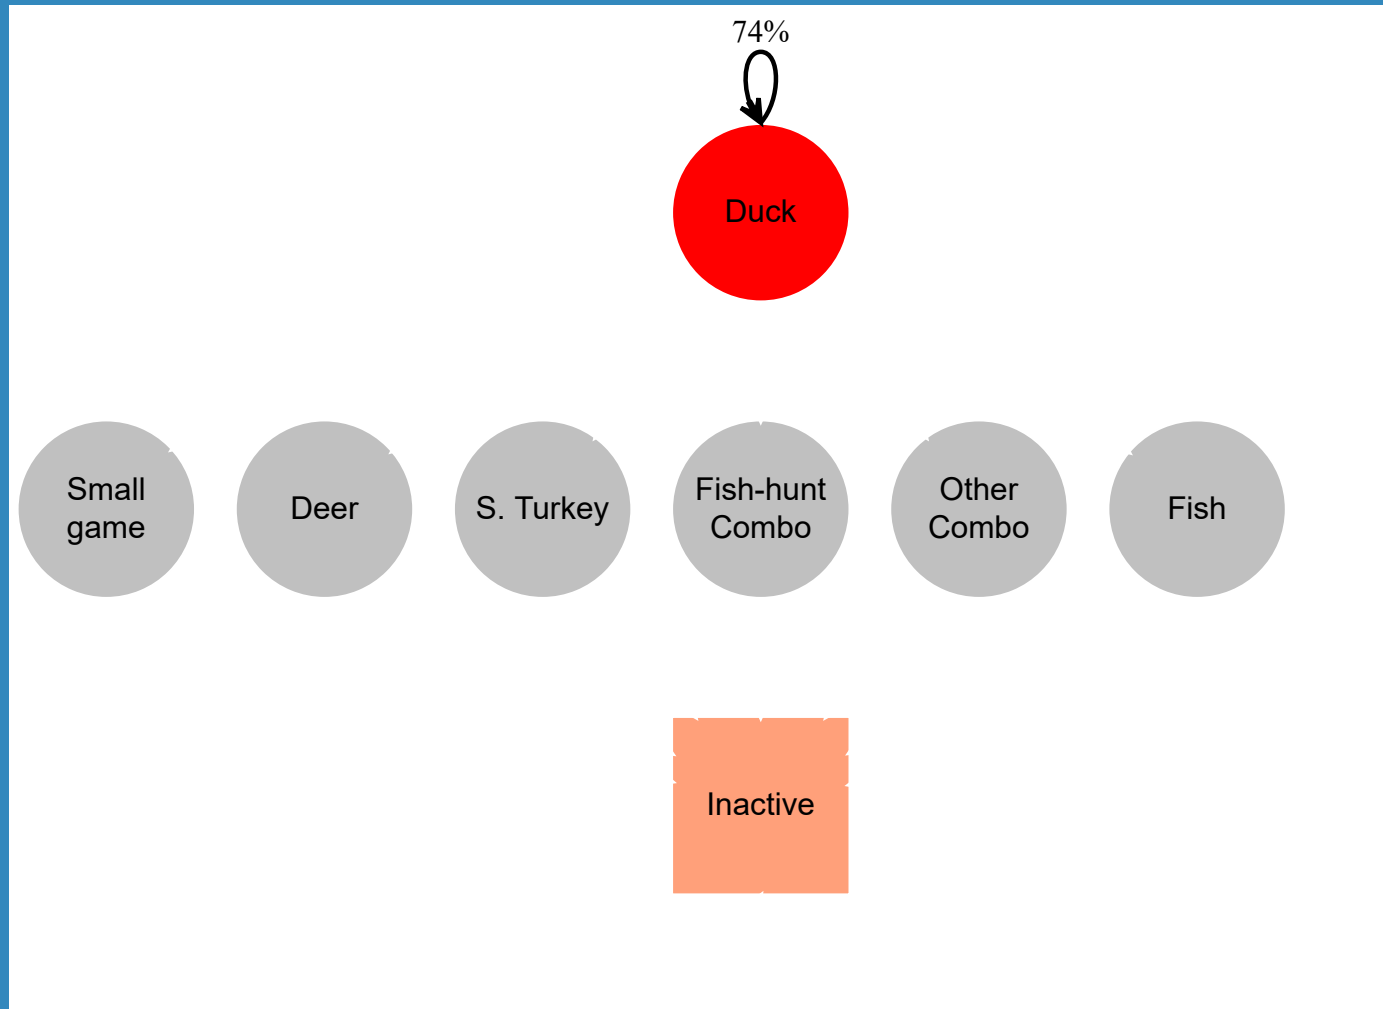 74%
Duck
Small
game
Deer
S. Turkey
Fish-hunt
Combo
Other
Combo
Fish
Inactive